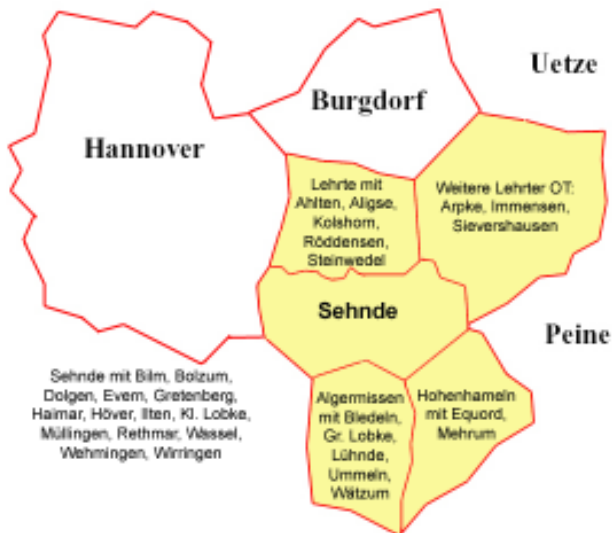 Uetze
Burgdorf
Hannover
Lehrte mit
Ahlten, Aligse,
Kolshorn,
Röddensen,
Steinwedel
Weitere Lehrter OT:
Arpke, Immensen,
Sievershausen
Sehnde
Peine
Sehnde mit Bilm, Bolzum,
Dolgen, Evern, Gretenberg,
Haimar, Höver, Ilten, Kl. Lobke,
Müllingen, Rethmar, Wassel,
Wehmingen, Wirringen
Algermissen
mit Bledeln,
Gr. Lobke,
Lühnde,
Ummeln,
Wätzum
Hohenhameln
mit Equord,
Mehrum